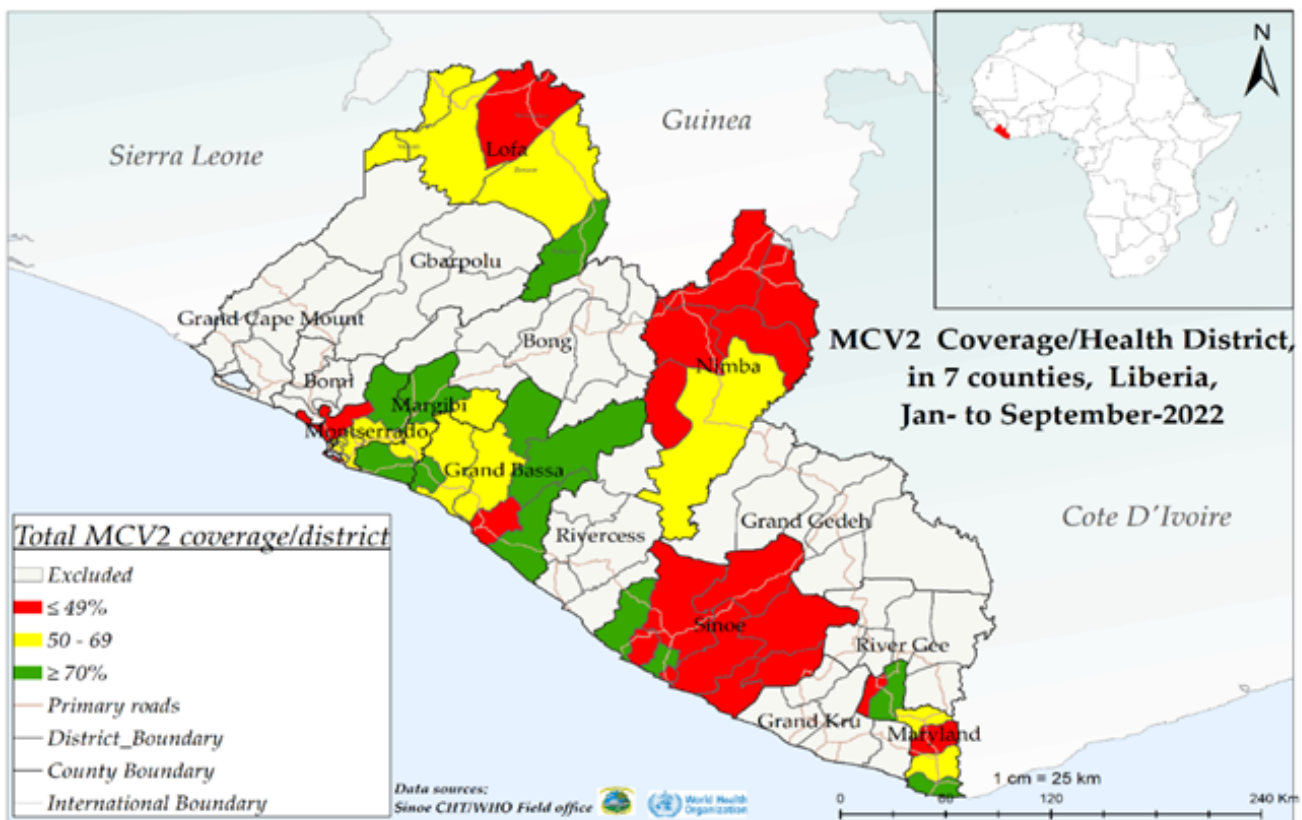 N
Sierra Leone
Guinea
Lofa
Gbarpolu
Grand Cape Mount
Bong
Bomi
Margibi
Montserrado
Grand Bassa
Nimba
MCV2 Coverage/Health District,
in 7 counties, Liberia,
Jan- to September-2022
Rivercess
Grand Gedeh
Cote D'Ivoire
Sinoe
River Gee
Grand Kru
Maryland
Total MCV2 coverage/district
Excluded
≤ 49%
50 - 69
≥ 70%
Primary roads
District_Boundary
County Boundary
International Boundary
Data sources:
Sinoe CHT/WHO Field office
World Health
Organization
1 cm = 25 km
0 120 240 Km